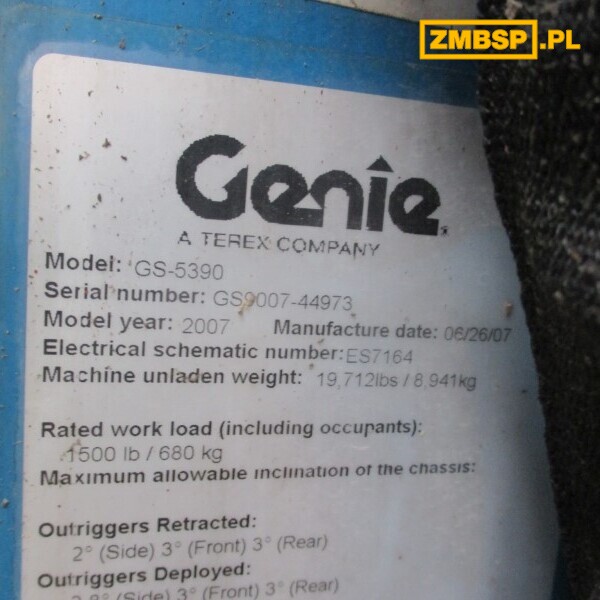 ZMBSP.PL
Genie
A TEREX COMPANY
Model: GS-5390
Serial number: GS9007-44973
Model year: 2007 Manufacture date: 06/26/07
Electrical schematic number: ES7164
Machine unladen weight: 19,712lbs / 8,941kg
Rated work load (including occupants):
1500 lb / 680 kg
Maximum allowable inclination of the chassis:
Outriggers Retracted:
2° (Side) 3° (Front) 3° (Rear)
Outriggers Deployed:
(Side) 3° (Front) 3° (Rear)